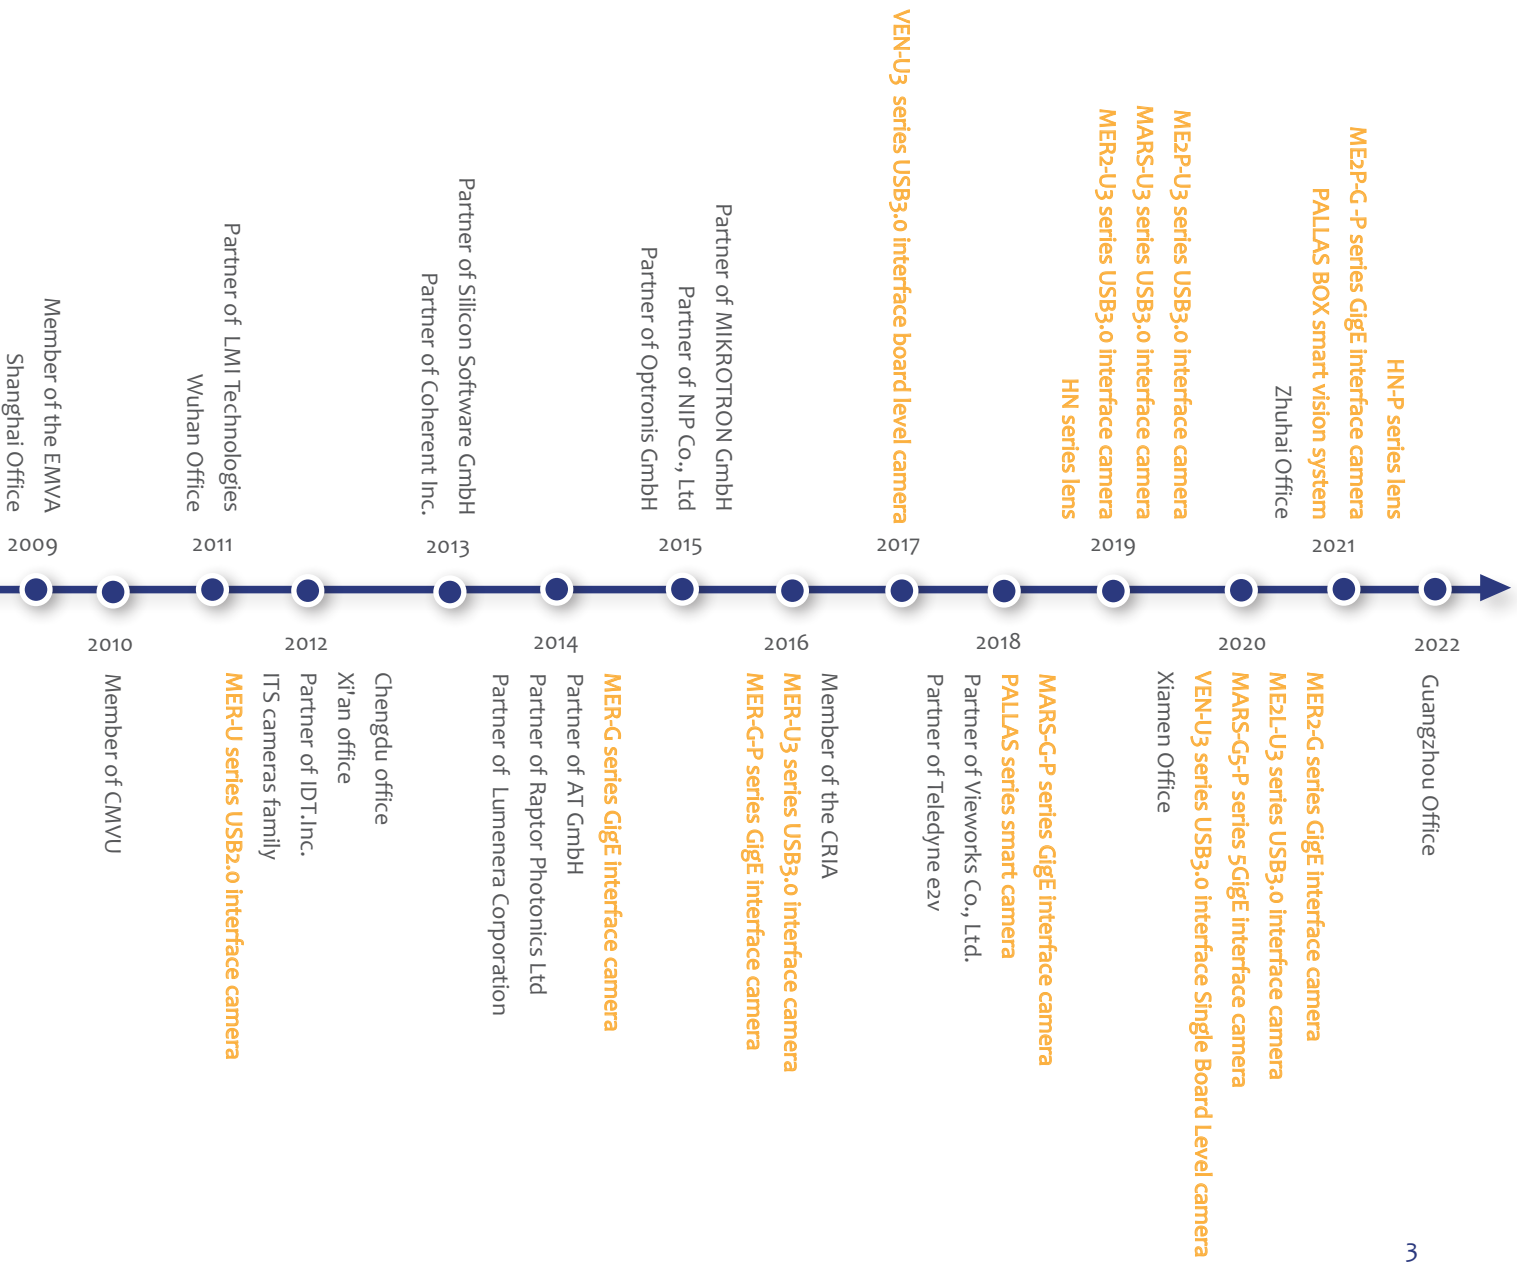 2009
Member of the EMVA
Shanghai Office
2010
Member of CMVU
2011
Partner of LMI Technologies
Wuhan Office
2012
Chengdu office
Xi'an office
Partner of IDT.Inc.
ITS cameras family
MER-U series USB2.0 interface camera
2013
Partner of Silicon Software GmbH
Partner of Coherent Inc.
2014
MER-G series GigE interface camera
Partner of AT GmbH
Partner of Raptor Photonics Ltd
Partner of Lumenera Corporation
2015
Partner of MIKROTRON GmbH
Partner of NIP Co., Ltd
Partner of Optronis GmbH
2016
Member of the CRIA
MER-U3 series USB3.0 interface camera
MER-G-P series GigE interface camera
2017
VEN-U3 series USB3.0 interface board level camera
2018
MARS-G-P series GigE interface camera
PALLAS series smart camera
Partner of Vieworks Co., Ltd.
Partner of Teledyne e2v
2019
ME2P-U3 series USB3.0 interface camera
MARS-U3 series USB3.0 interface camera
MER2-U3 series USB3.0 interface camera
HN series lens
2020
MER2-G series GigE interface camera
ME2L-U3 series USB3.0 interface camera
MARS-G5-P series 5GigE interface camera
VEN-U3 series USB3.0 interface Single Board Level camera
Xiamen Office
2021
HN-P series lens
ME2P-G -P series GigE interface camera
PALLAS BOX smart vision system
Zhuhai Office
2022
Guangzhou Office
3